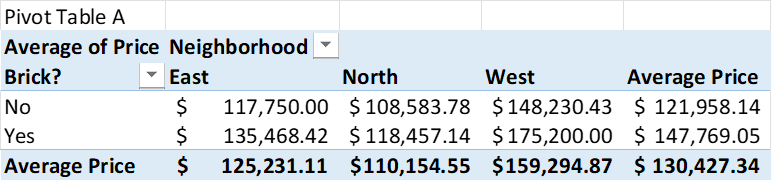 Pivot Table A
Average of Price Neighborhood
Brick? East North West Average Price
No $ 117,750.00 $ 108,583.78 $ 148,230.43 $ 121,958.14
Yes $ 135,468.42 $ 118,457.14 $ 175,200.00 $ 147,769.05
Average Price $ 125,231.11 $110,154.55 $159,294.87 $ 130,427.34